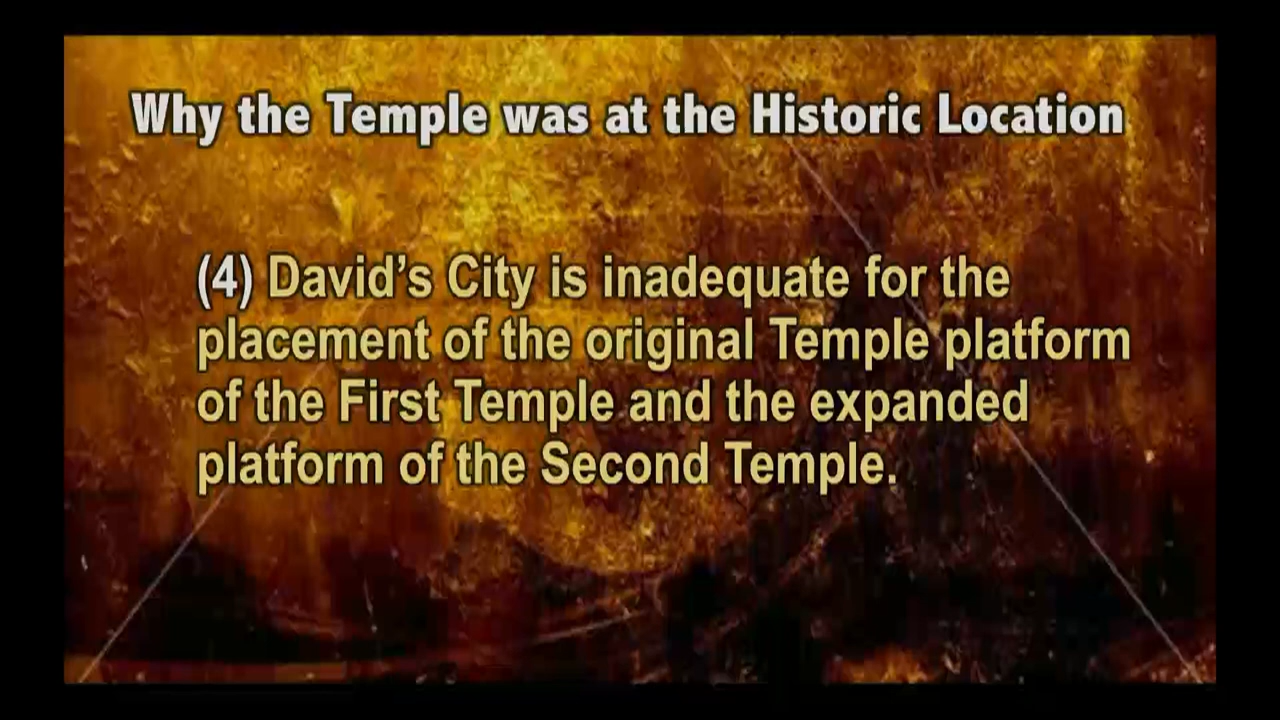 Why the Temple was at the Historic Location
(4) David’s City is inadequate for the
placement of the original Temple platform
of the First Temple and the expanded
platform of the Second Temple.